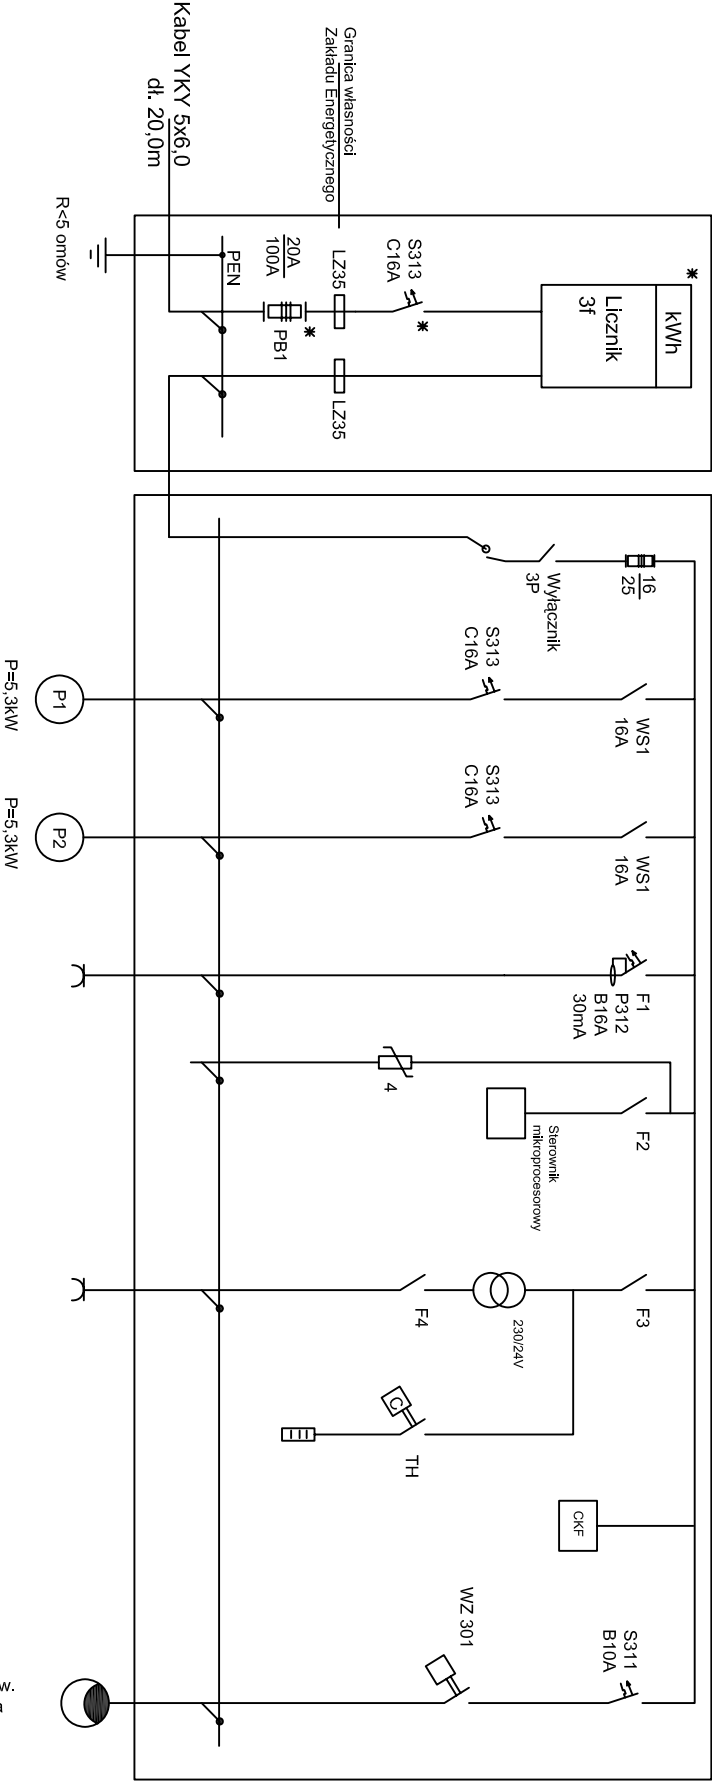 Kabel YKY 5x6,0
dł. 20,0m
Granica własności
Zakładu Energetycznego
R<5 omów
PEN
20A
100A
PB1
*
LZ35
S313
C16A
*
*
kWh
Licznik
3f
LZ35
16
25
Wyłącznik
3P
WS1
16A
S313
C16A
P1
P=5,3kW
WS1
16A
S313
C16A
P2
P=5,3kW
F1
P312
B16A
30mA
4
F2
Sterownik
mikroprocesorowy
F3
230/24V
F4
C
TH
CKF
S311
B10A
WZ 301